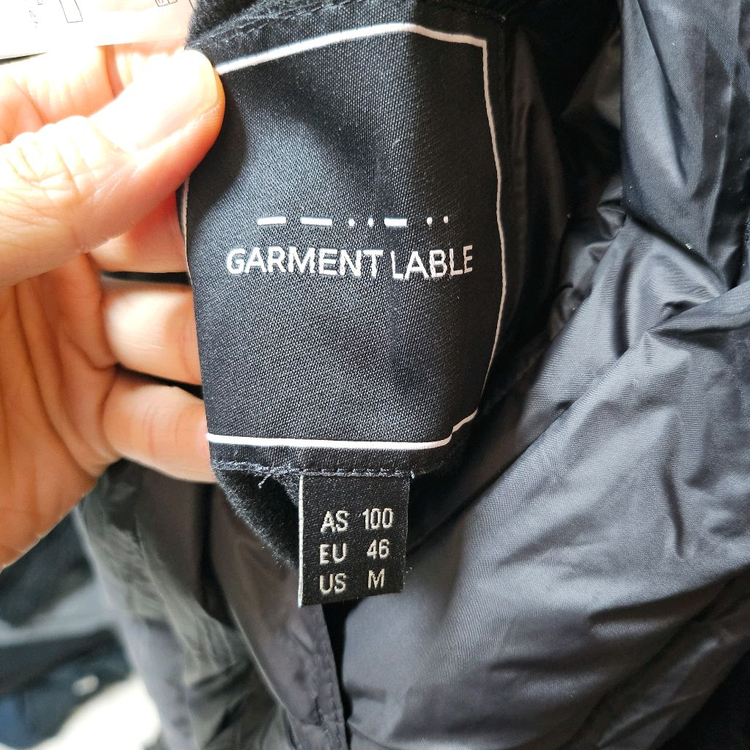 GARMENT LABLE
AS 100
EU 46
US M